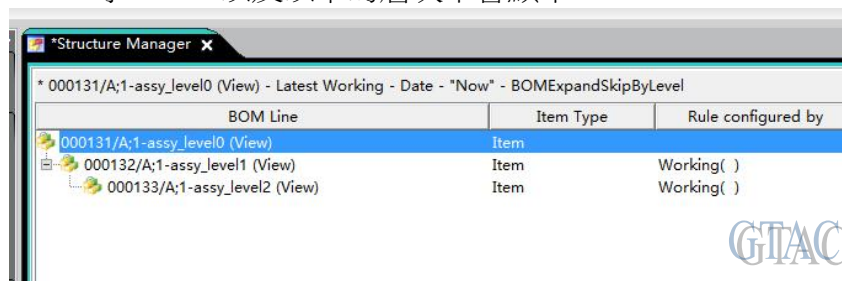 *Structure Manager
* 000131/A;1-assy_level0 (View) - Latest Working - Date - "Now" - BOMExpandSkipByLevel
BOM Line Item Type Rule configured by
000131/A;1-assy_level0 (View) Item
000132/A;1-assy_level1 (View) Item Working( )
000133/A;1-assy_level2 (View) Item Working( )
GTAC